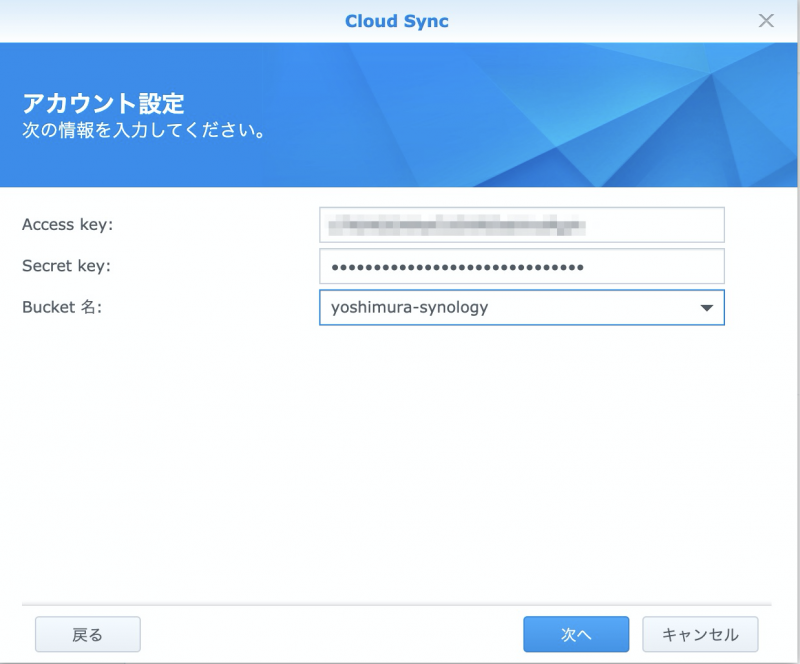 Cloud Sync
アカウント設定
次の情報を入力してください。
Access key:
Secret key:
Bucket 名: yoshimura-synology
戻る 次へ キャンセル